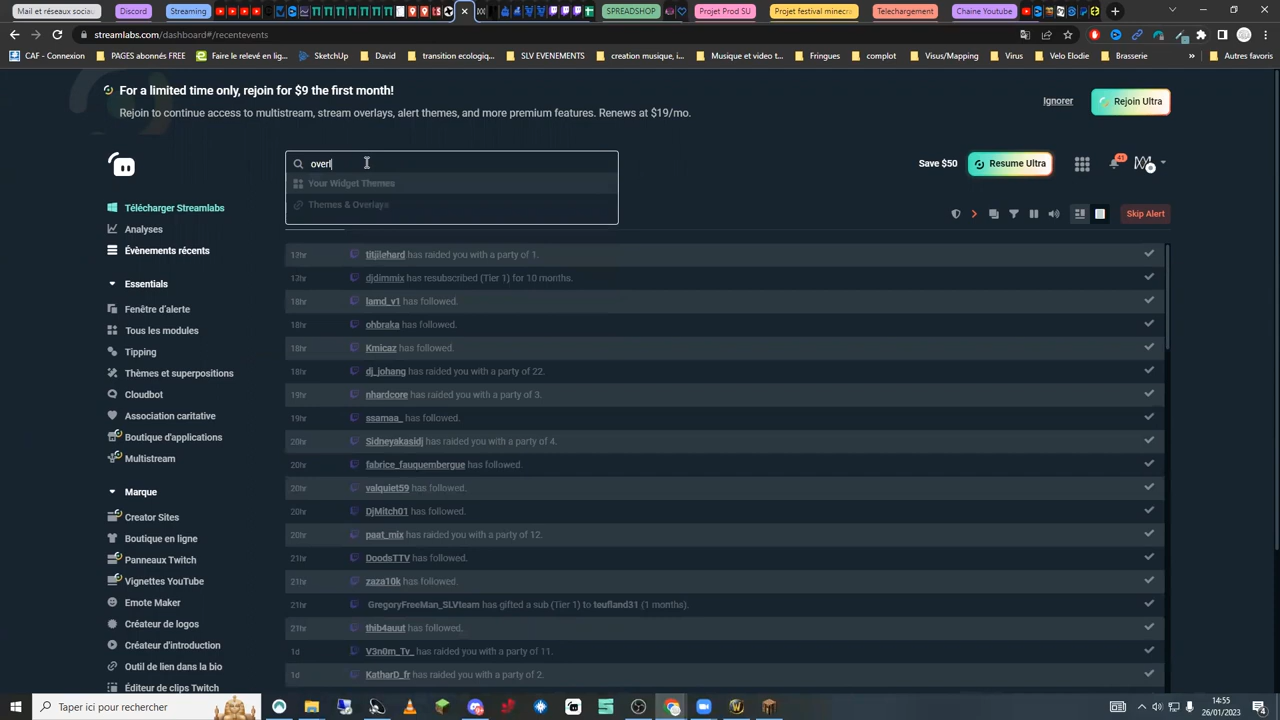 Mail et réseaux sociau
Discord
Streaming
SPREADSHOP
Projet Prod SU
Projet festival minecra
Telechargement
Chaine Youtube
streamlabs.com/dashboard#/recentevents
CAF - Connexion
PAGES abonnés FREE
Faire le relevé en lig...
SketchUp
David
transition ecologiqu...
SLV EVENEMENTS
creation musique, i...
Musique et video t...
Fringues
complot
Visus/Mapping
Velo Elodie
Brasserie
Autres favoris
For a limited time only, rejoin for $9 the first month!
Rejoin to continue access to multistream, stream overlays, alert themes, and more premium features. Renews at $19/mo.
Ignorer
Rejoin Ultra
overl
Save $50
Resume Ultra
41
Your Widget Themes
Themes & Overlays
Skip Alert
Télécharger Streamlabs
Analyses
Évènements récents
Essentials
Fenêtre d'alerte
Tous les modules
Tipping
Thèmes et superpositions
Cloudbot
Association caritative
Boutique d'applications
Multistream
Marque
Creator Sites
Boutique en ligne
Panneaux Twitch
Vignettes YouTube
Emote Maker
Créateur de logos
Créateur d'introduction
Outil de lien dans la bio
Éditeur de clips Twitch
13hr titjilehard has raided you with a party of 1.
17hr djdimmix has resubscribed (Tier 1) for 10 months.
18hr lamd_v1 has followed.
18hr ohbraka has followed.
18hr Kmicaz has followed.
18hr dj_johang has raided you with a party of 22.
19hr nhardcore has raided you with a party of 3.
19hr ssamaa_ has followed.
20hr Sidneyakasidj has raided you with a party of 4.
20hr fabrice_fauquembergue has followed.
20hr valquiet59 has followed.
20hr DjMitch01 has followed.
20hr paat_mix has raided you with a party of 12.
21hr DoodsTTV has followed.
21hr zaza10k has followed.
21hr GregoryFreeMan_SLVteam has gifted a sub (Tier 1) to teufland31 (1 months).
21hr thib4auut has followed.
1d V3n0m_Tv_ has raided you with a party of 11.
1d KatharD_fr has raided you with a party of 2.
Taper ici pour rechercher
14:55
26/01/2023